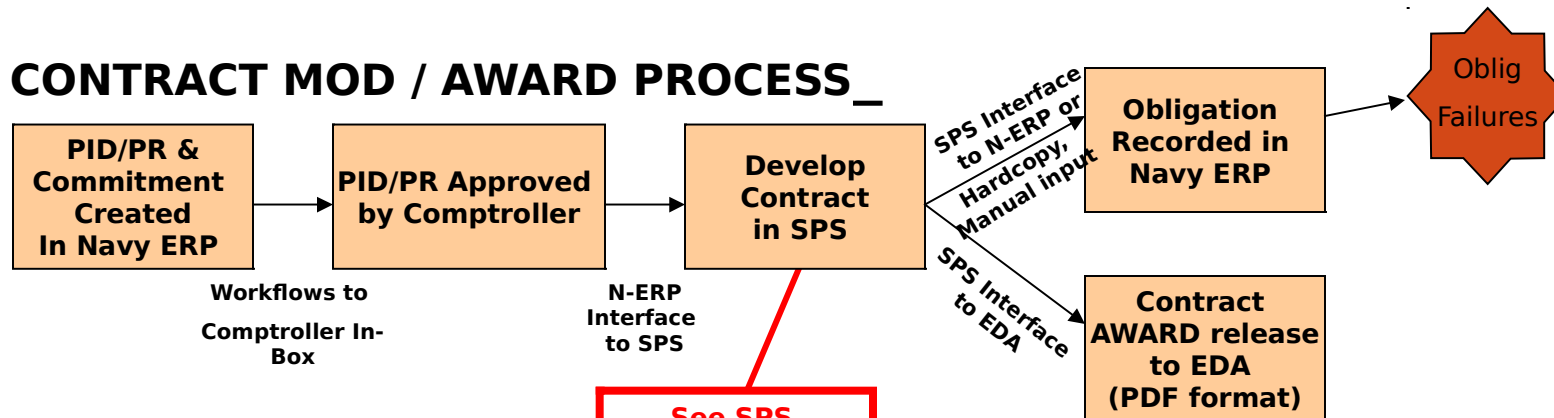 CONTRACT MOD / AWARD PROCESS_
PID/PR &
Commitment
Created
In Navy ERP
Workflows to
Comptroller In-
Box
PID/PR Approved
by Comptroller
N-ERP
Interface
to SPS
Develop
Contract
in SPS
See SPS
SPS Interface
to N-ERP or
Hardcopy,
Manual input
SPS Interface
to EDA
Obligation
Recorded in
Navy ERP
Contract
AWARD release
to EDA
(PDF format)
Oblig
Failures